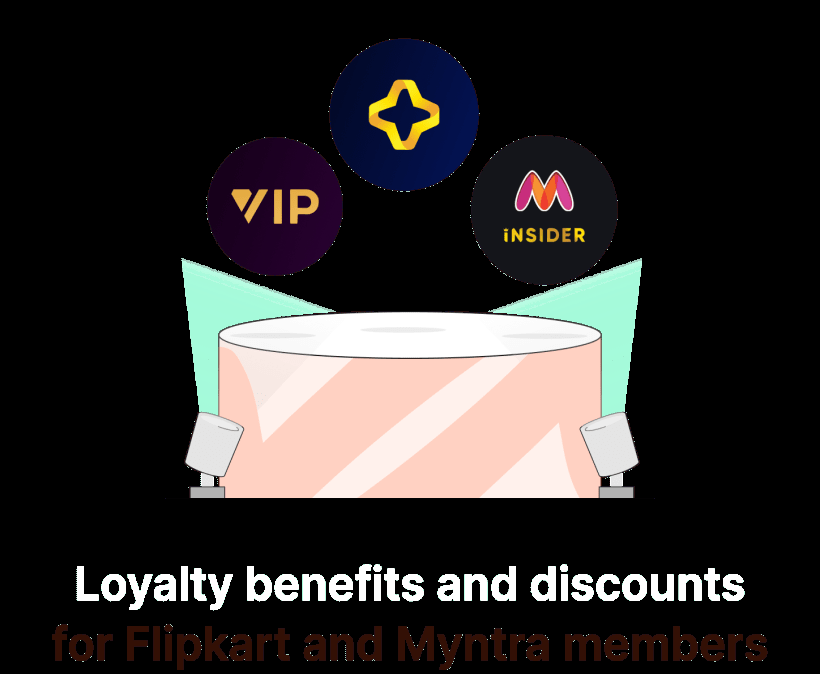 VIP
iNSIDER
Loyalty benefits and discounts
for Flipkart and Myntra members